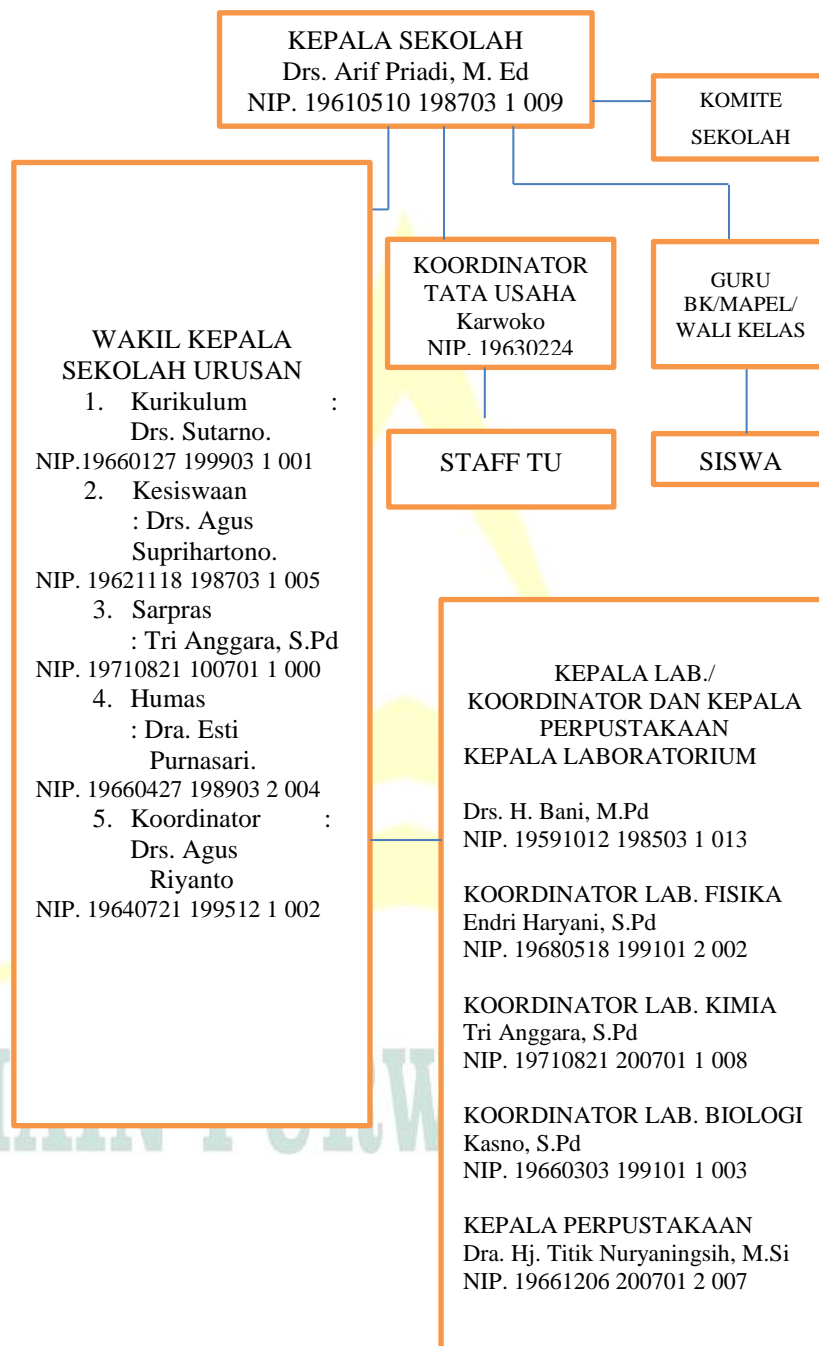 KEPALA SEKOLAH
Drs. Arif Priadi, M. Ed
NIP. 19610510 198703 1 009
KOMITE
SEKOLAH
WAKIL KEPALA
SEKOLAH URUSAN
1. Kurikulum :
Drs. Sutarno.
NIP.19660127 199903 1 001
2. Kesiswaan
: Drs. Agus
Suprihartono.
NIP. 19621118 198703 1 005
3. Sarpras
: Tri Anggara, S.Pd
NIP. 19710821 100701 1 000
4. Humas
: Dra. Esti
Purnasari.
NIP. 19660427 198903 2 004
5. Koordinator :
Drs. Agus
Riyanto
NIP. 19640721 199512 1 002
KOORDINATOR
TATA USAHA
Karwoko
NIP. 19630224
GURU
BK/MAPEL/
WALI KELAS
STAFF TU
SISWA
KEPALA LAB./
KOORDINATOR DAN KEPALA
PERPUSTAKAAN
KEPALA LABORATORIUM
Drs. H. Bani, M.Pd
NIP. 19591012 198503 1 013
KOORDINATOR LAB. FISIKA
Endri Haryani, S.Pd
NIP. 19680518 199101 2 002
KOORDINATOR LAB. KIMIA
Tri Anggara, S.Pd
NIP. 19710821 200701 1 008
KOORDINATOR LAB. BIOLOGI
Kasno, S.Pd
NIP. 19660303 199101 1 003
KEPALA PERPUSTAKAAN
Dra. Hj. Titik Nuryaningsih, M.Si
NIP. 19661206 200701 2 007